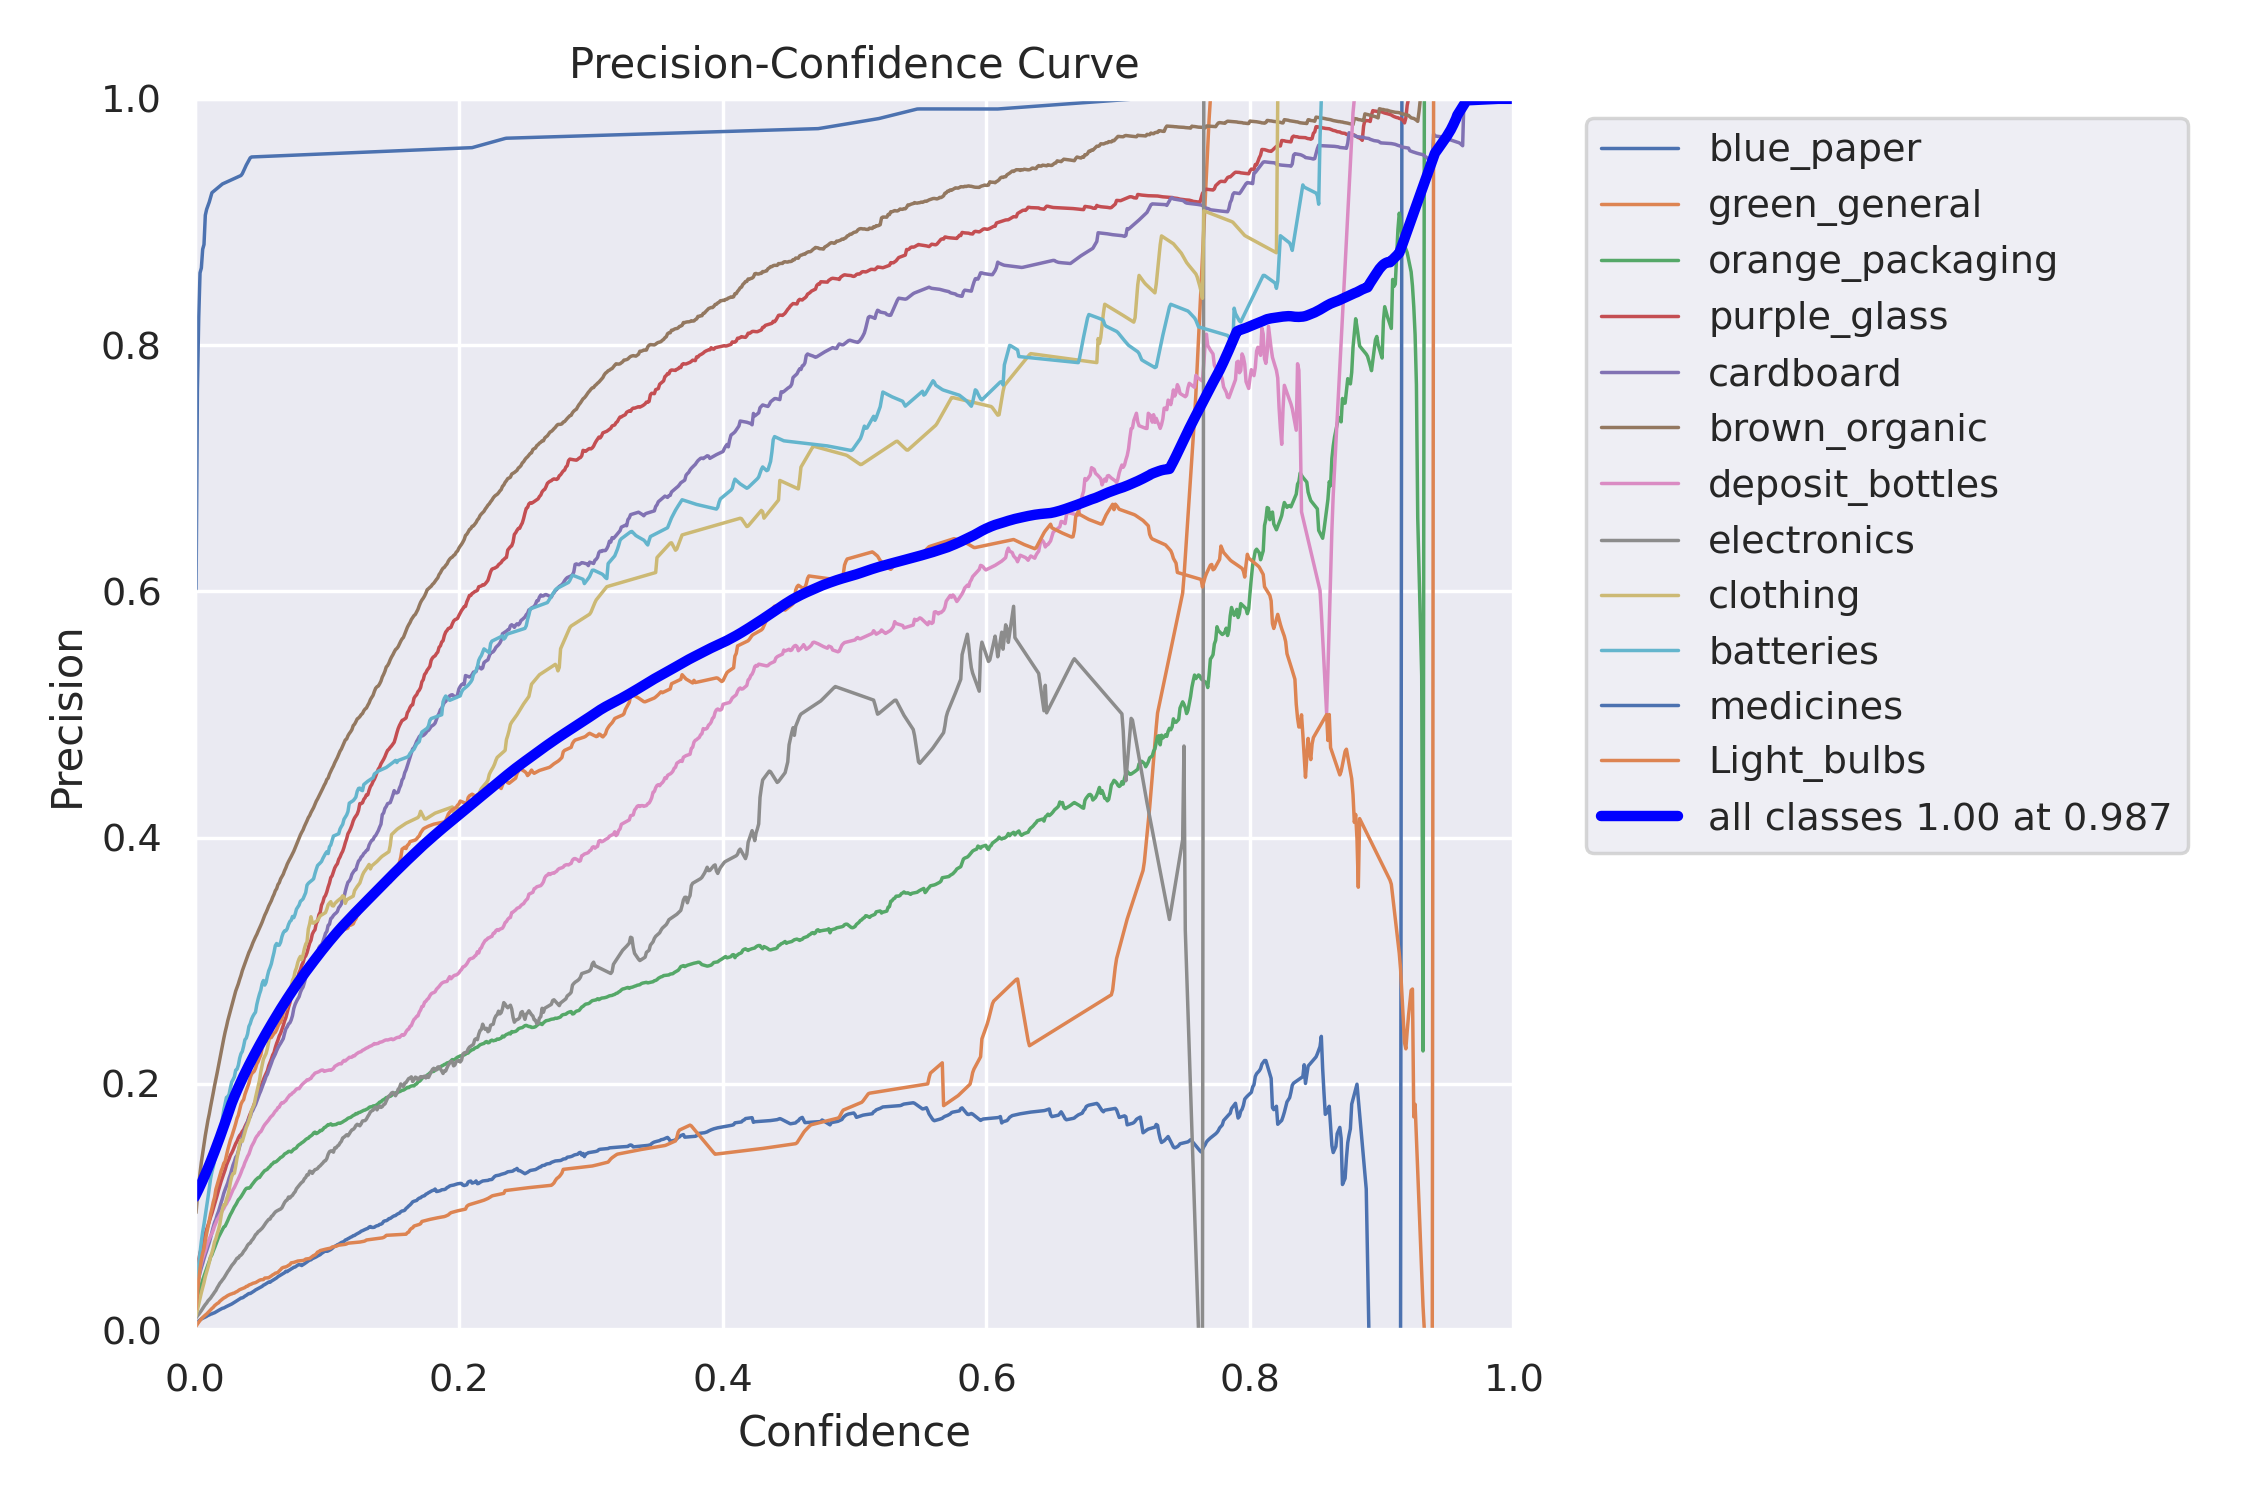 Precision-Confidence Curve
1.0
0.8
0.6
0.4
0.2
0.0
Precision
0.0 0.2 0.4 0.6 0.8 1.0
Confidence
blue_paper
green_general
orange_packaging
purple_glass
cardboard
brown_organic
deposit_bottles
electronics
clothing
batteries
medicines
Light_bulbs
all classes 1.00 at 0.987